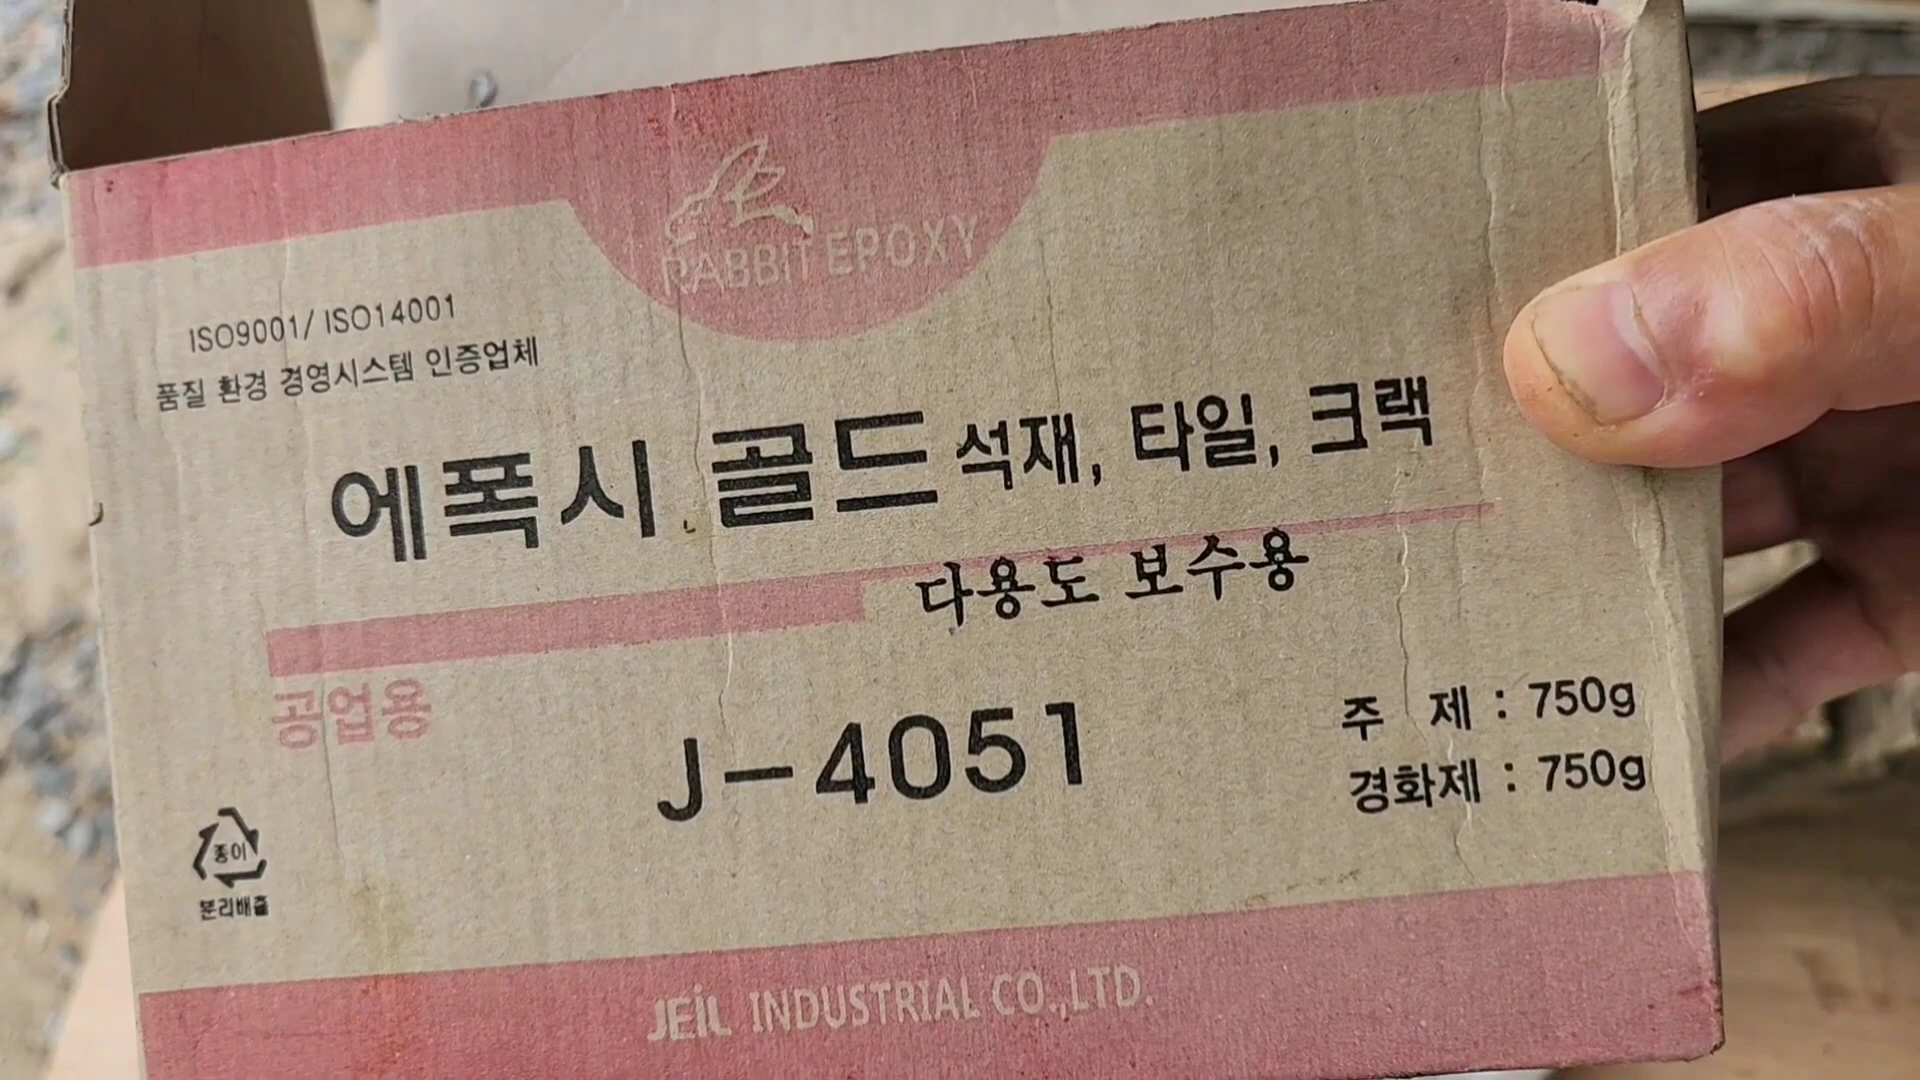 RABBIT EPOXY
ISO9001/ ISO14001
품질 환경 경영시스템 인증업체
에폭시 골드 석재, 타일, 크랙
다용도 보수용
공업용
J-4051
주 제 : 750g
경화제 : 750g
종이
분리배출
JEIL INDUSTRIAL CO.,LTD.